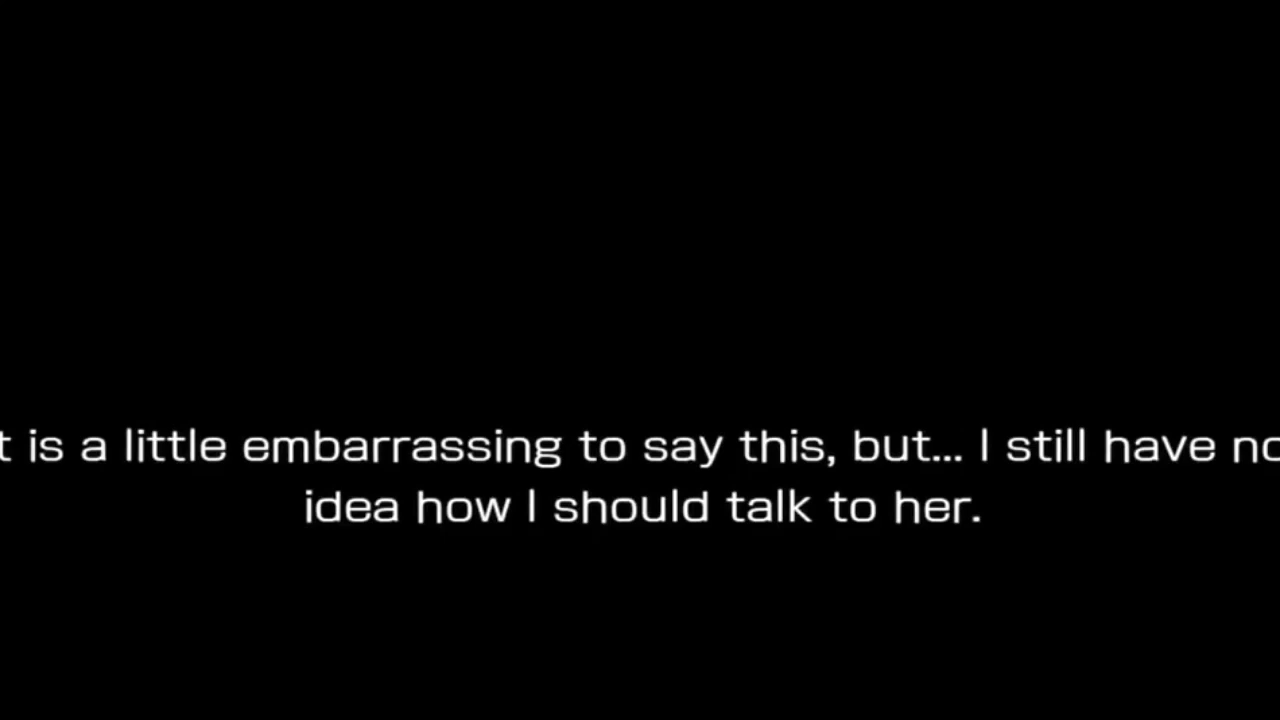 t is a little embarrassing to say this, but... I still have no
idea how I should talk to her.